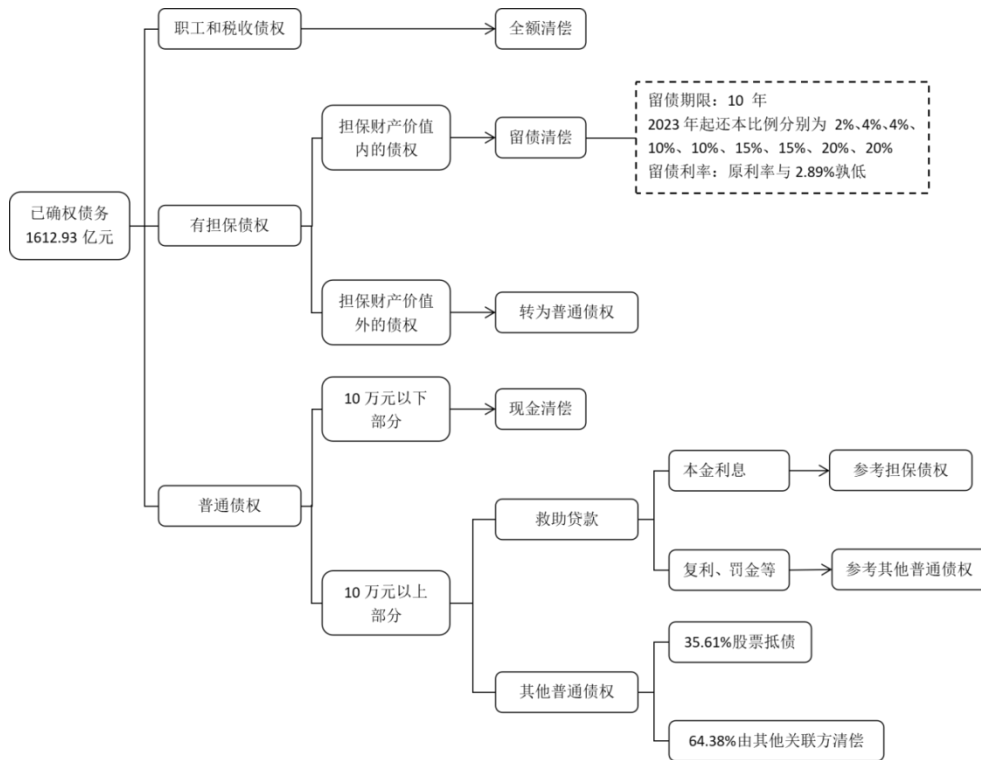 职工和税收债权
全额清偿
担保财产价值
内的债权
留债清偿
留债期限：10 年
2023 年起还本比例分别为 2%、4%、4%、
10%、10%、15%、15%、20%、20%
留债利率：原利率与 2.89%孰低
已确权债务
1612.93 亿元
有担保债权
担保财产价值
外的债权
转为普通债权
10 万元以下
部分
现金清偿
普通债权
10 万元以上
部分
救助贷款
本金利息
参考担保债权
复利、罚金等
参考其他普通债权
其他普通债权
35.61%股票抵债
64.38%由其他关联方清偿